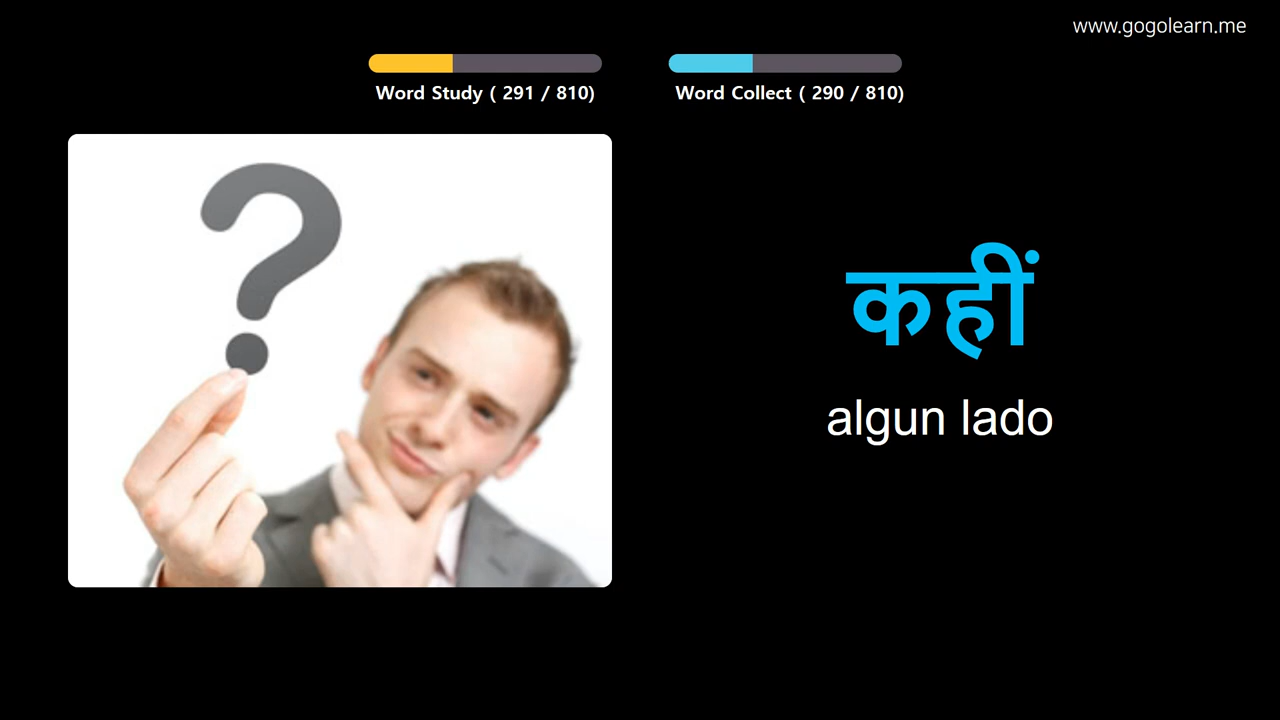 www.gogolearn.me
Word Study ( 291 / 810)
Word Collect ( 290 / 810)
?
कहीं
algun lado